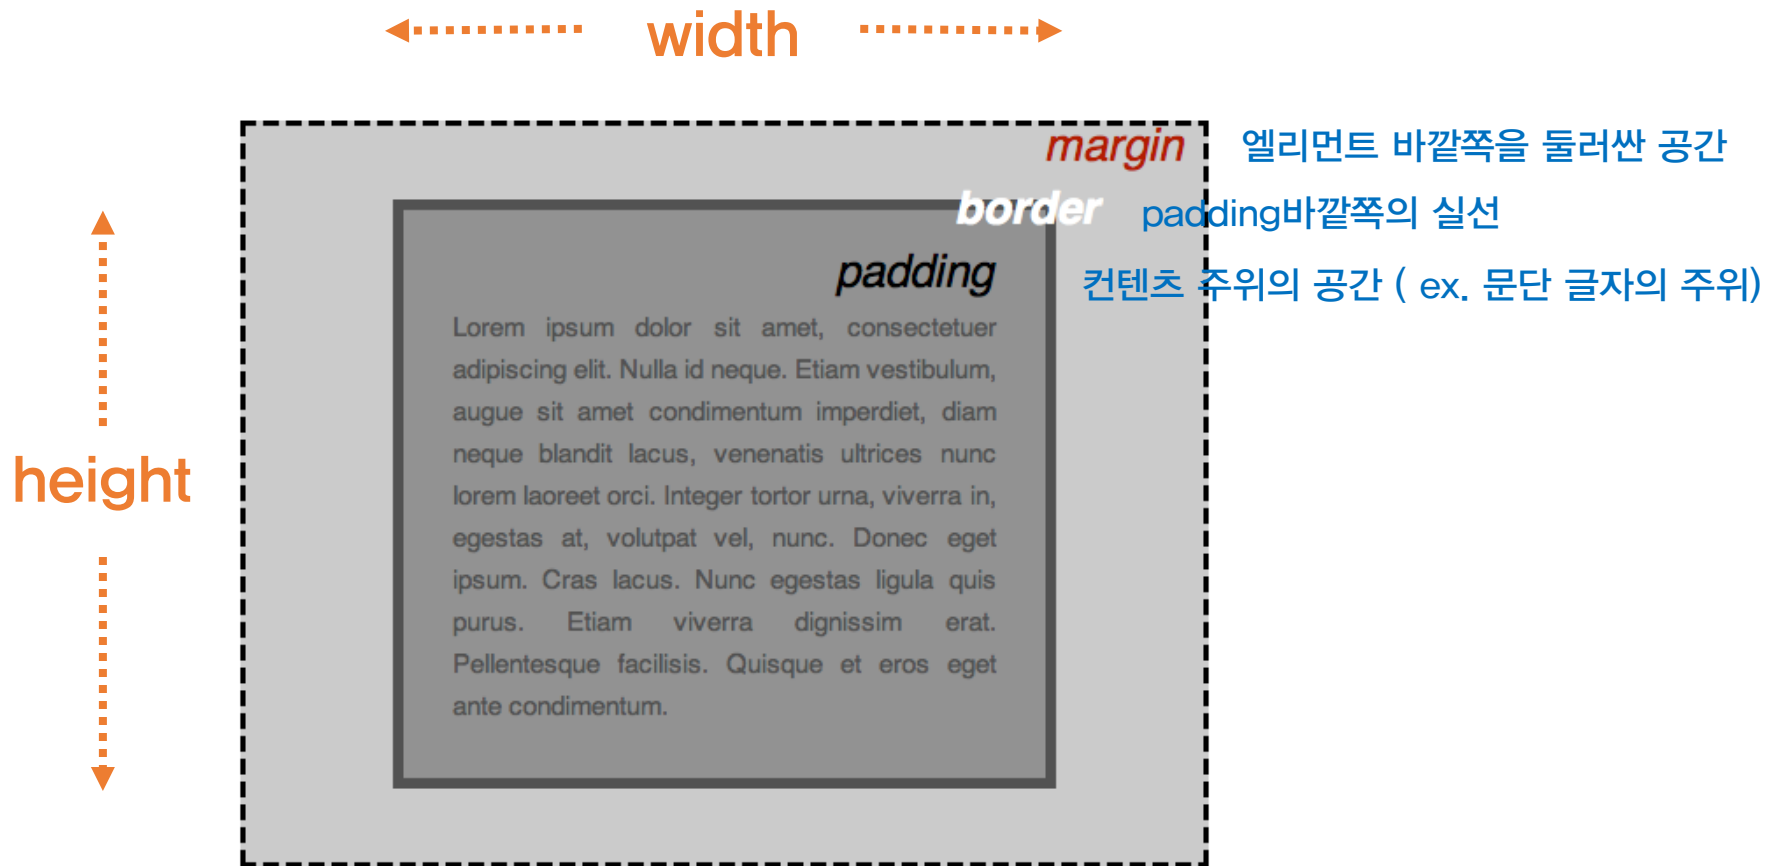 width
margin 엘리먼트 바깥쪽을 둘러싼 공간
border padding바깥쪽의 실선
padding 컨텐츠 주위의 공간 ( ex. 문단 글자의 주위)
Lorem ipsum dolor sit amet, consectetuer
adipiscing elit. Nulla id neque. Etiam vestibulum,
augue sit amet condimentum imperdiet, diam
neque blandit lacus, venenatis ultrices nunc
height
lorem laoreet orci. Integer tortor urna, viverra in,
egestas at, volutpat vel, nunc. Donec eget
ipsum. Cras lacus. Nunc egestas ligula quis
purus. Etiam viverra dignissim erat.
Pellentesque facilisis. Quisque et eros eget
ante condimentum.